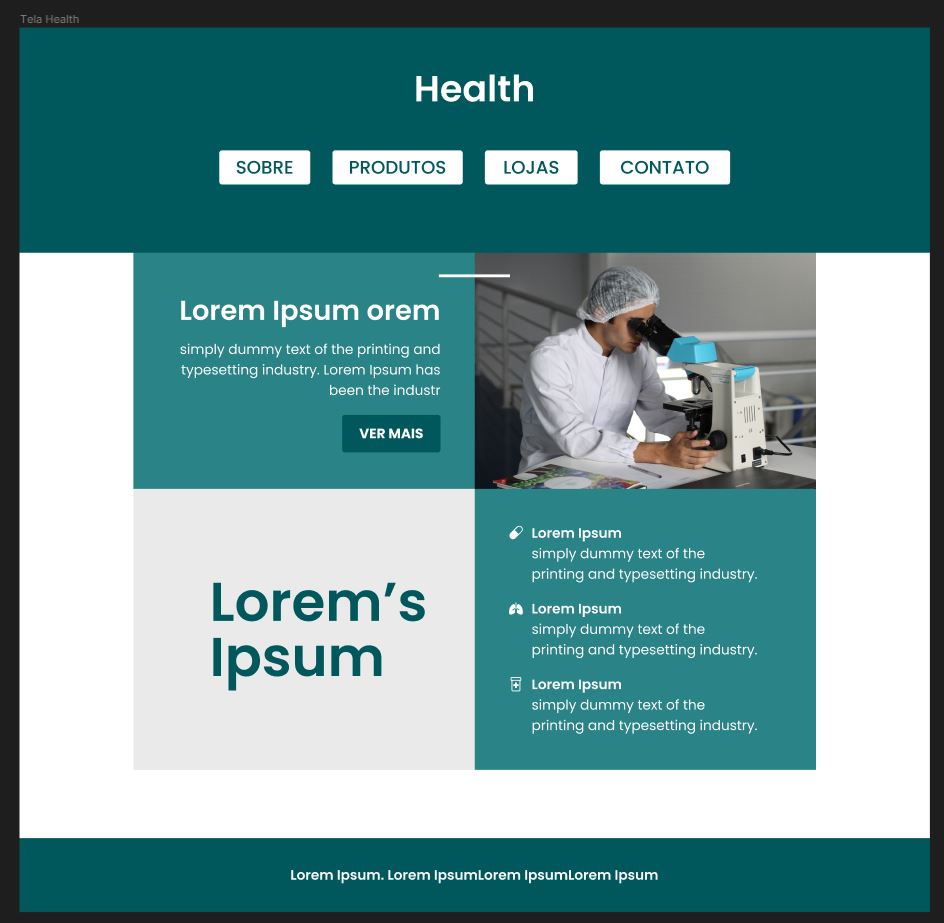 Tela Health
Health
SOBRE
PRODUTOS
LOJAS
CONTATO
Lorem Ipsum orem
simply dummy text of the printing and
typesetting industry. Lorem Ipsum has
been the industr
VER MAIS
Lorem's
Ipsum
Lorem Ipsum
simply dummy text of the
printing and typesetting industry.
Lorem Ipsum
simply dummy text of the
printing and typesetting industry.
Lorem Ipsum
simply dummy text of the
printing and typesetting industry.
Lorem Ipsum. Lorem IpsumLorem IpsumLorem Ipsum